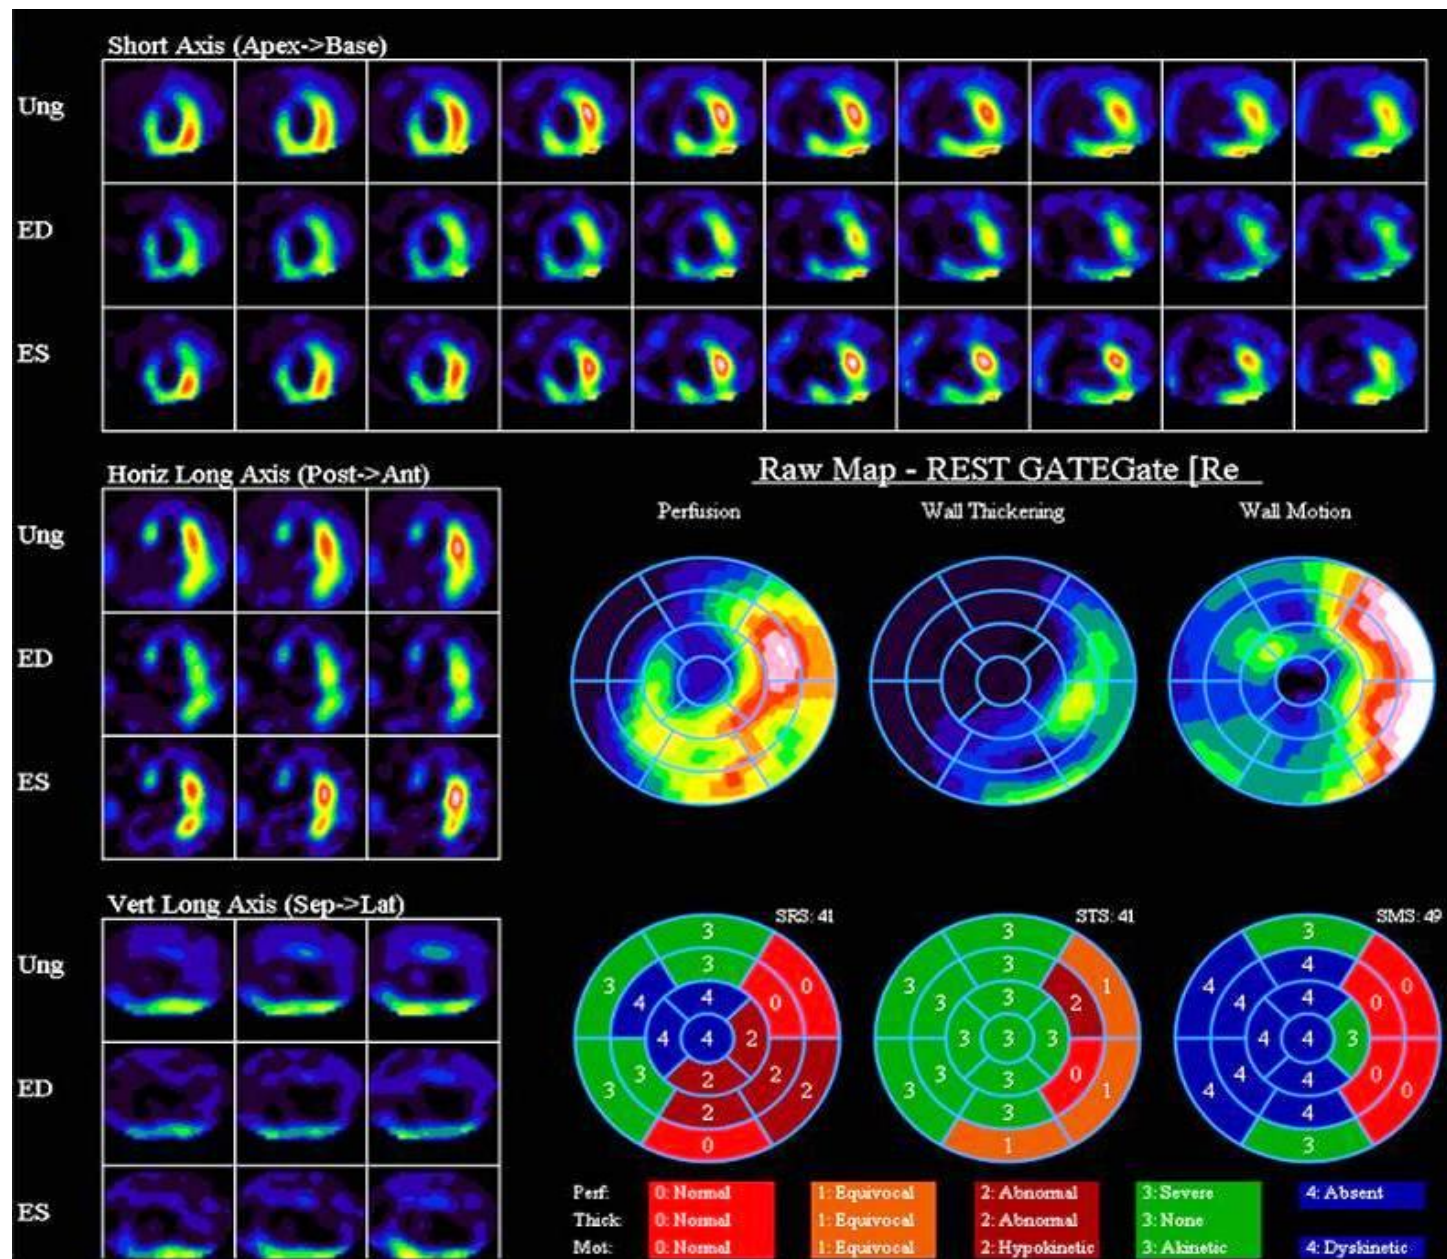 Short Axis (Apex->Base)
Ung
ED
ES
Horiz Long Axis (Post->Ant)
Ung
ED
ES
Raw Map - REST GATEGate [Re
Perfusion Wall Thickening Wall Motion
Vert Long Axis (Sep->Lat)
Ung
ED
ES
SRS: 41
3
3 3 0
4 4 0
4 4 2
3 3 2 2 2
2
0
STS: 41
3
3 3 1
3 3 2
3 3 3
3 3 3 0 1
3
1
SMS: 49
3
4 4 0
4 4 0
4 4 3
4 4 4 0 0
4
3
Perf: 0: Normal 1: Equivocal 2: Abnormal 3: Severe 4: Absent
Thick: 0: Normal 1: Equivocal 2: Abnormal 3: None
Mot: 0: Normal 1: Equivocal 2: Hypokinetic 3: Akinetic 4: Dyskinetic